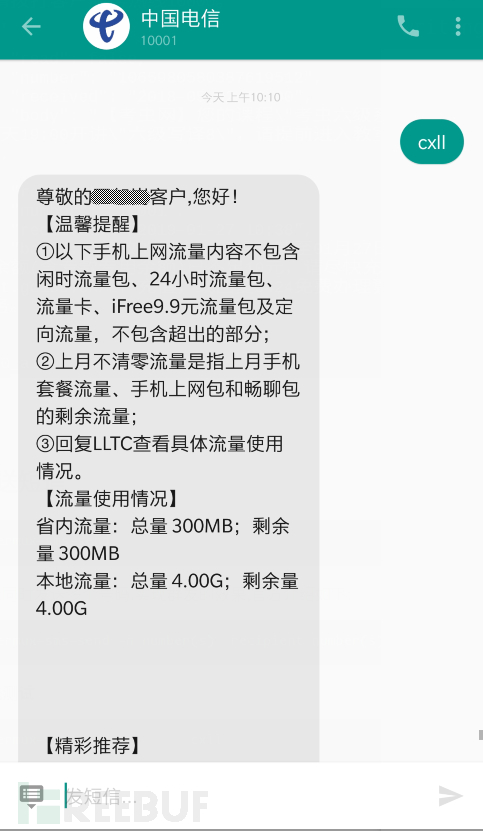 中国电信
10001
今天 上午10:10
cxll
尊敬的客户,您好!
【温馨提醒】
①以下手机上网流量内容不包含
闲时流量包、24小时流量包、
流量卡、iFree9.9元流量包及定
向流量，不包含超出的部分；
②上月不清零流量是指上月手机
套餐流量、手机上网包和畅聊包
的剩余流量；
③回复LLTC查看具体流量使用
情况。
【流量使用情况】
省内流量：总量 300MB；剩余
量 300MB
本地流量：总量 4.00G；剩余量
4.00G
【精彩推荐】
发短信...
FREEBUF